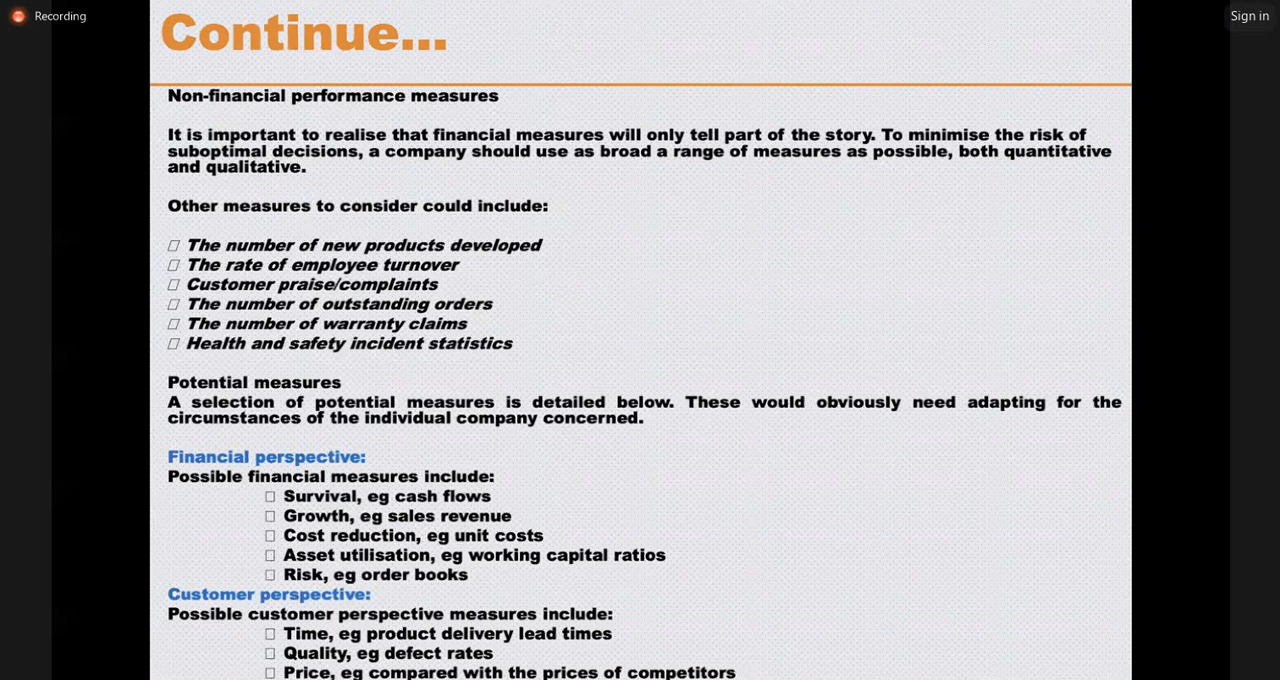 Recording
Sign in
Continue...
Non-financial performance measures
It is important to realise that financial measures will only tell part of the story. To minimise the risk of
suboptimal decisions, a company should use as broad a range of measures as possible, both quantitative
and qualitative.
Other measures to consider could include:
The number of new products developed
The rate of employee turnover
Customer praise/complaints
The number of outstanding orders
The number of warranty claims
Health and safety incident statistics
Potential measures
A selection of potential measures is detailed below. These would obviously need adapting for the
circumstances of the individual company concerned.
Financial perspective:
Possible financial measures include:
Survival, eg cash flows
Growth, eg sales revenue
Cost reduction, eg unit costs
Asset utilisation, eg working capital ratios
Risk, eg order books
Customer perspective:
Possible customer perspective measures include:
Time, eg product delivery lead times
Quality, eg defect rates
Price, eg compared with the prices of competitors